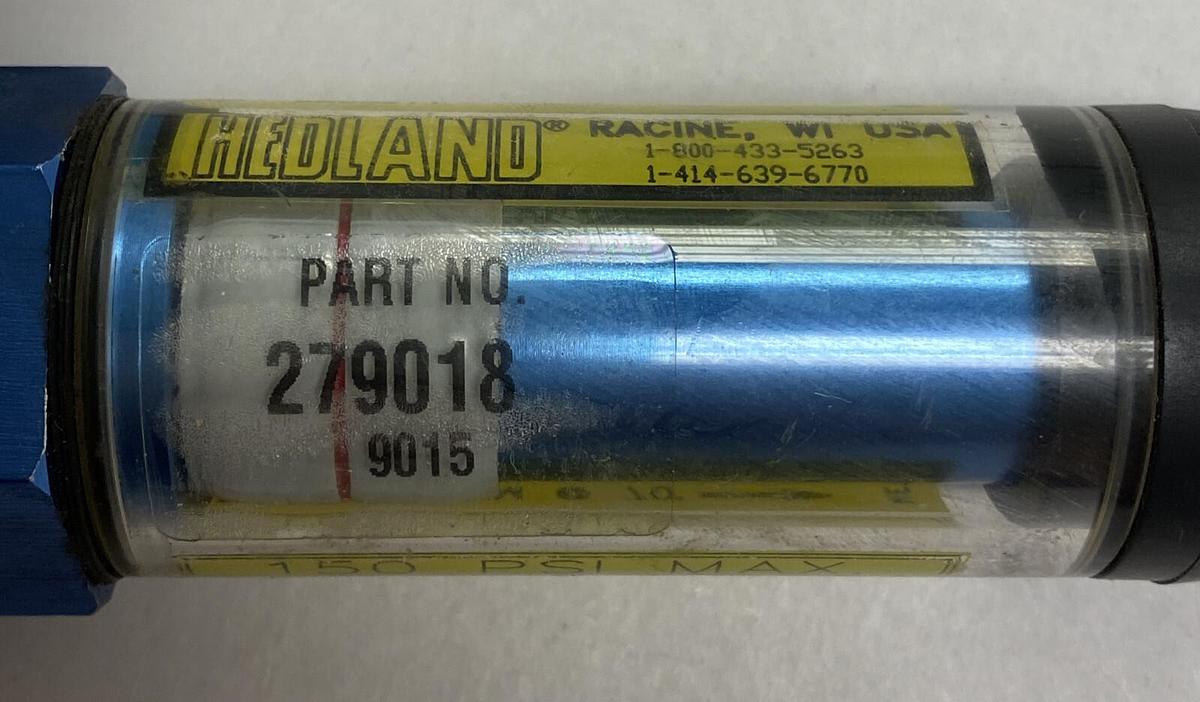 HEDLAND® RACINE, WI USA
1-800-433-5263
1-414-639-6770
PART NO.
279018
9015
150 PSI MAX